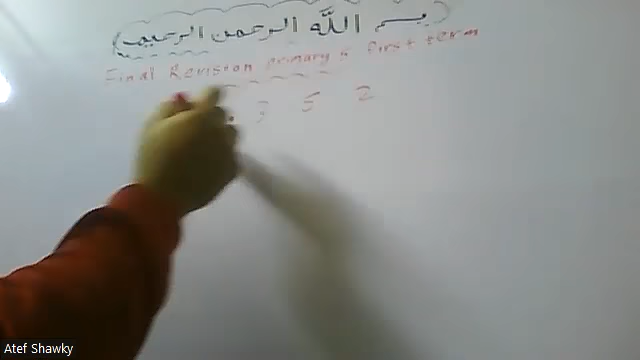 بسم الله الرحمن الرحيم
Final Revision primary 5 first term
. 3 5 2
Atef Shawky